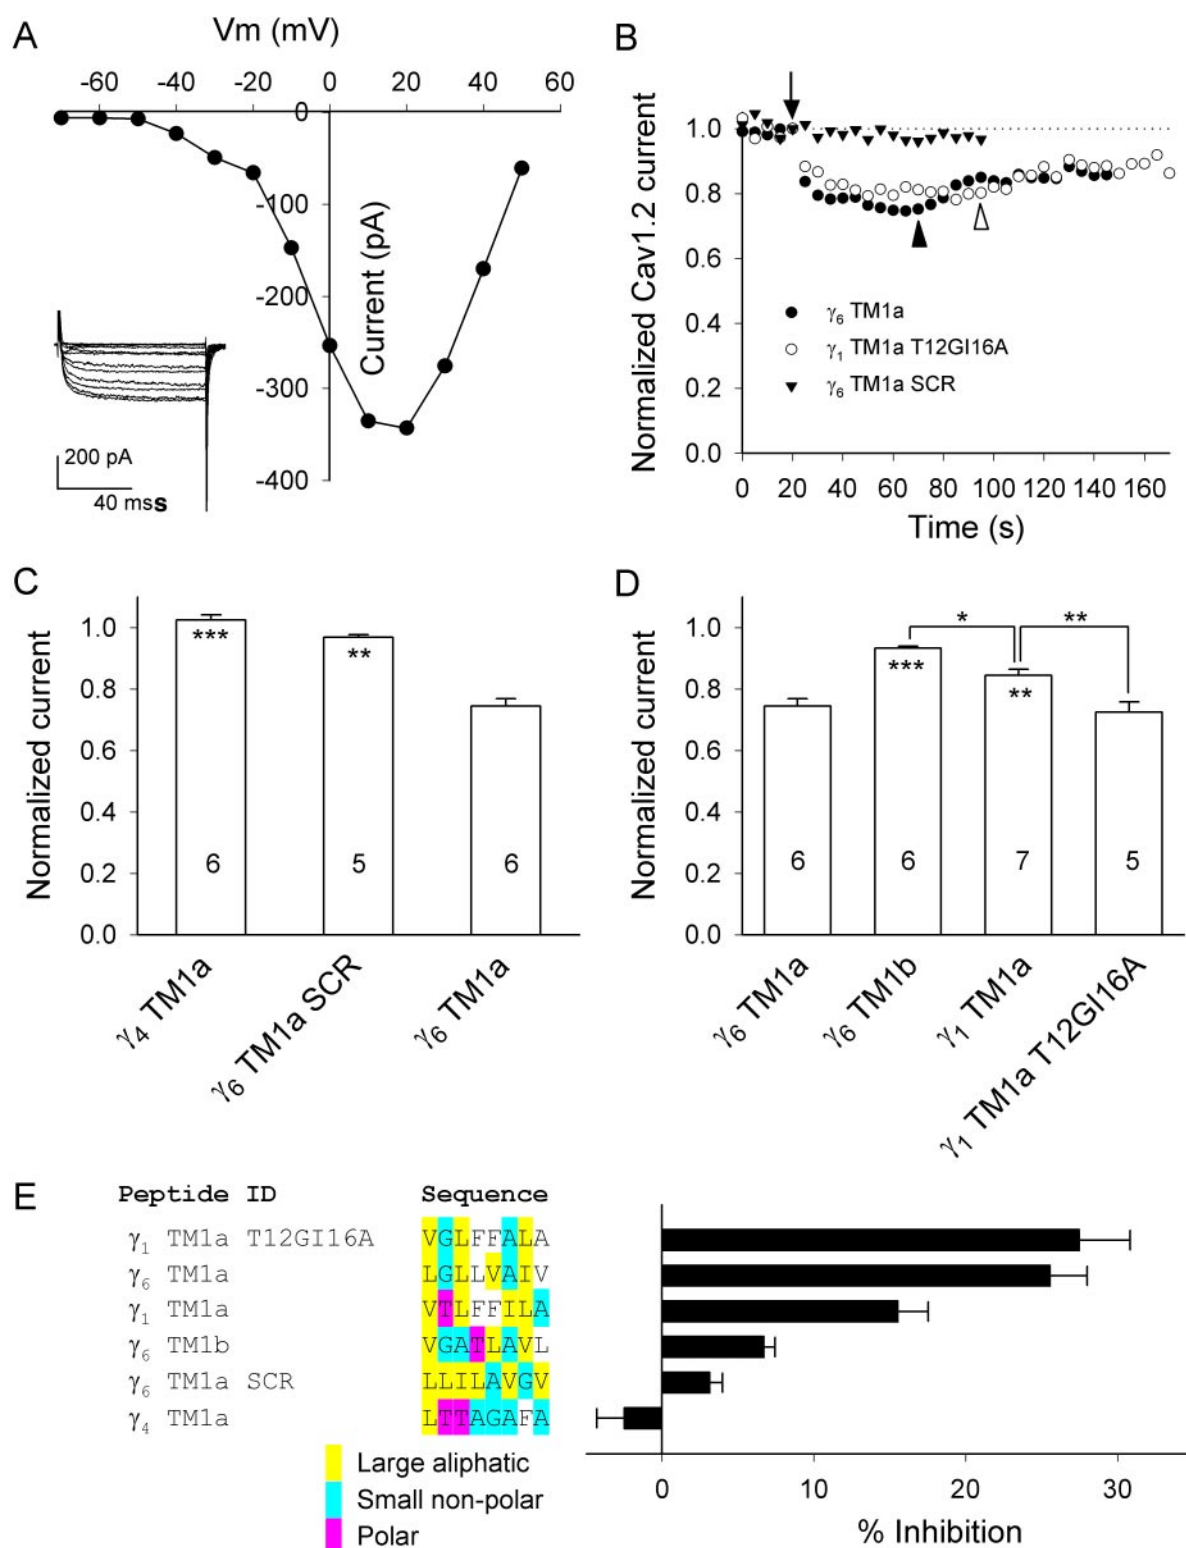 A
Vm (mV)
-60 -40 -20 0 20 40 60
0
-100
-200
-300
-400
Current (pA)
200 pA
40 mss
B
Normalized Cav1.2 current
1.0
0.8
0.6
0.4
0.2
0.0
γ6 TM1a
γ1 TM1a T12GI16A
γ6 TM1a SCR
0 20 40 60 80 100 120 140 160
Time (s)
C
Normalized current
1.0
0.8
0.6
0.4
0.2
0.0
*** **
6 5 6
γ4 TM1a
γ6 TM1a SCR
γ6 TM1a
D
Normalized current
1.0
0.8
0.6
0.4
0.2
0.0
* **
*** **
6 6 7 5
γ6 TM1a
γ6 TM1b
γ1 TM1a
γ1 TM1a T12GI16A
E
Peptide ID Sequence
γ1 TM1a T12GI16A VGLFFALA
γ6 TM1a LGLLVAIV
γ1 TM1a VTLFFILA
γ6 TM1b VGATLAVL
γ6 TM1a SCR LLILAVGV
γ4 TM1a LTTAGAFA
Large aliphatic
Small non-polar
Polar
0 10 20 30
% Inhibition